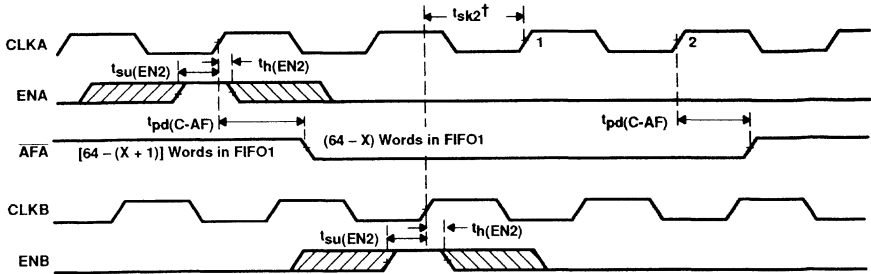 tsk2†
CLKA
1
2
tsu(EN2)
th(EN2)
ENA
tpd(C-AF)
tpd(C-AF)
AFA
[64 – (X + 1)] Words in FIFO1
(64 – X) Words in FIFO1
CLKB
tsu(EN2)
th(EN2)
ENB